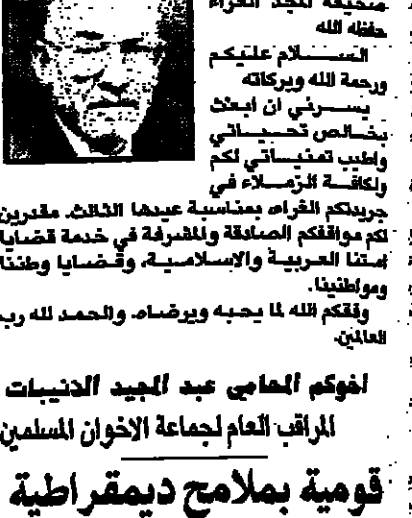 صحيفة المجد الغراء
حفظه الله
السلام عليكم
ورحمة الله وبركاته
يسرني ان ابعث
بخالص تحياتي
واطيب تمنياتي لكم
ولكافة الزملاء في
جريدتكم الغراء بمناسبة عيدها الثالث. مقدرين
لكم مواقفكم الصادقة والمشرفة في خدمة قضايا
امتنا العربية والاسلامية، وقضايا وطننا
ومواطنينا.
وفقكم الله لما يحبه ويرضاه، والحمد لله رب
العالمين.
اخوكم المحامي عبد المجيد الذنيبات
المراقب العام لجماعة الاخوان المسلمين
قومية بملامح ديمقراطية